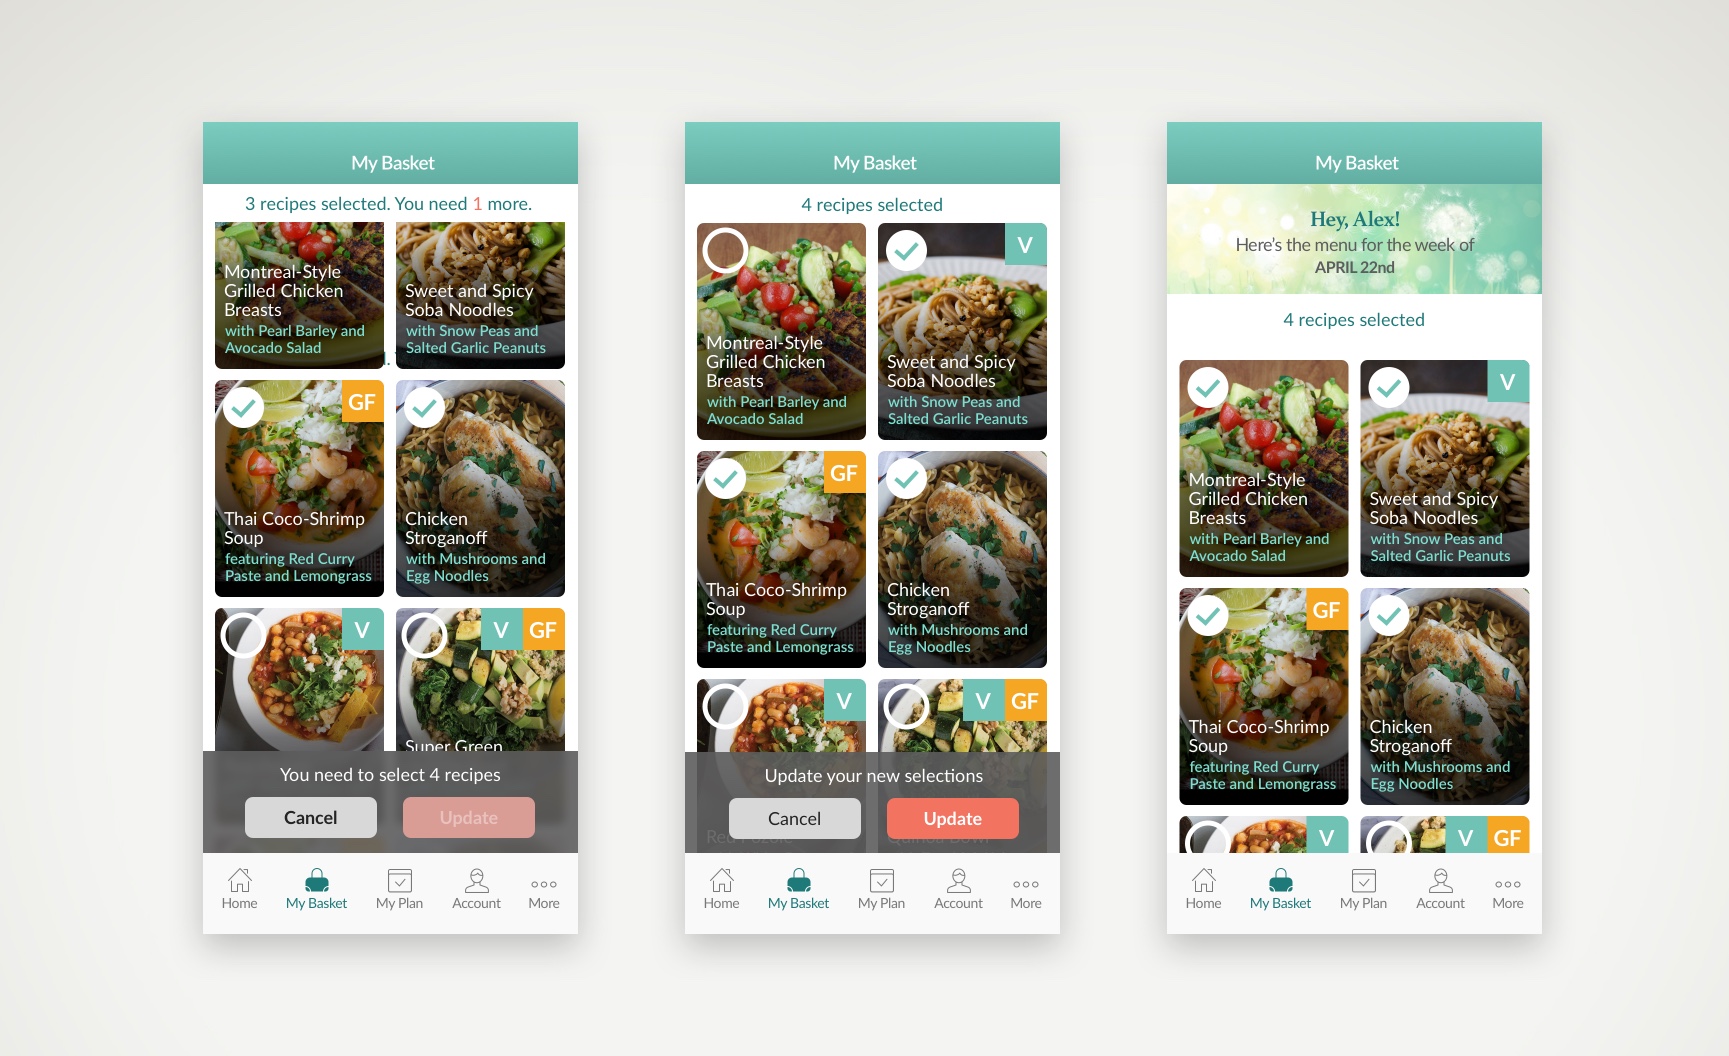 My Basket
3 recipes selected. You need 1 more.
Montreal-Style
Grilled Chicken
Breasts
with Pearl Barley and
Avocado Salad
Sweet and Spicy
Soba Noodles
with Snow Peas and
Salted Garlic Peanuts
GF
Thai Coco-Shrimp
Soup
featuring Red Curry
Paste and Lemongrass
Chicken
Stroganoff
with Mushrooms and
Egg Noodles
V
V GF
Super Green
You need to select 4 recipes
Cancel
Update
Home
My Basket
My Plan
Account
More
My Basket
4 recipes selected
Montreal-Style
Grilled Chicken
Breasts
with Pearl Barley and
Avocado Salad
V
Sweet and Spicy
Soba Noodles
with Snow Peas and
Salted Garlic Peanuts
GF
Thai Coco-Shrimp
Soup
featuring Red Curry
Paste and Lemongrass
Chicken
Stroganoff
with Mushrooms and
Egg Noodles
V
V GF
Update your new selections
Cancel
Update
Red Pozole
Quinoa Bowl
Home
My Basket
My Plan
Account
More
My Basket
Hey, Alex!
Here's the menu for the week of
APRIL 22nd
4 recipes selected
Montreal-Style
Grilled Chicken
Breasts
with Pearl Barley and
Avocado Salad
V
Sweet and Spicy
Soba Noodles
with Snow Peas and
Salted Garlic Peanuts
GF
Thai Coco-Shrimp
Soup
featuring Red Curry
Paste and Lemongrass
Chicken
Stroganoff
with Mushrooms and
Egg Noodles
V
V GF
Home
My Basket
My Plan
Account
More